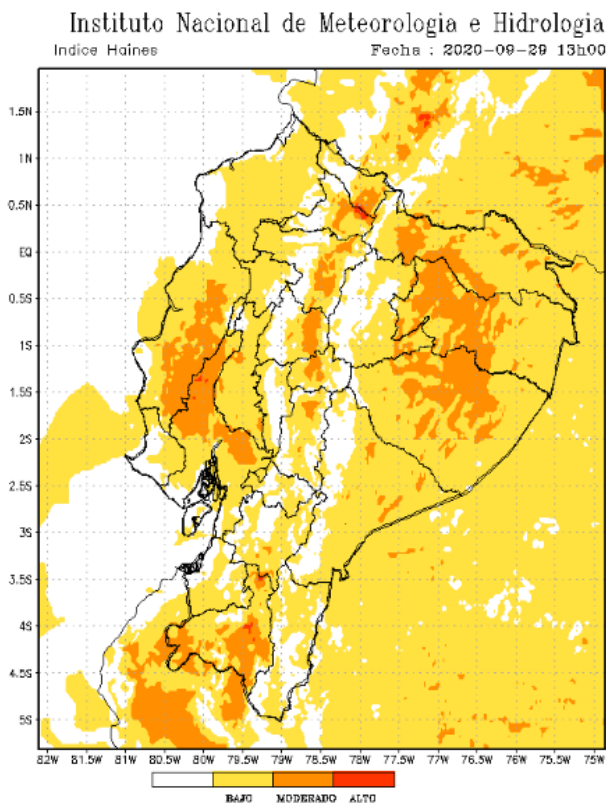 Instituto Nacional de Meteorologia e Hidrologia
Indice Haines Fecha : 2020-09-29 13h00
1.5N
1N
0.5N
EQ
0.5S
1S
1.5S
2S
2.5S
3S
3.5S
4S
4.5S
5S
82W 81.5W 81W 80.5W 80W 79.5W 79W 78.5W 78W 77.5W 77W 76.5W 76W 75.5W 75W
BAJO MODERADO ALTO